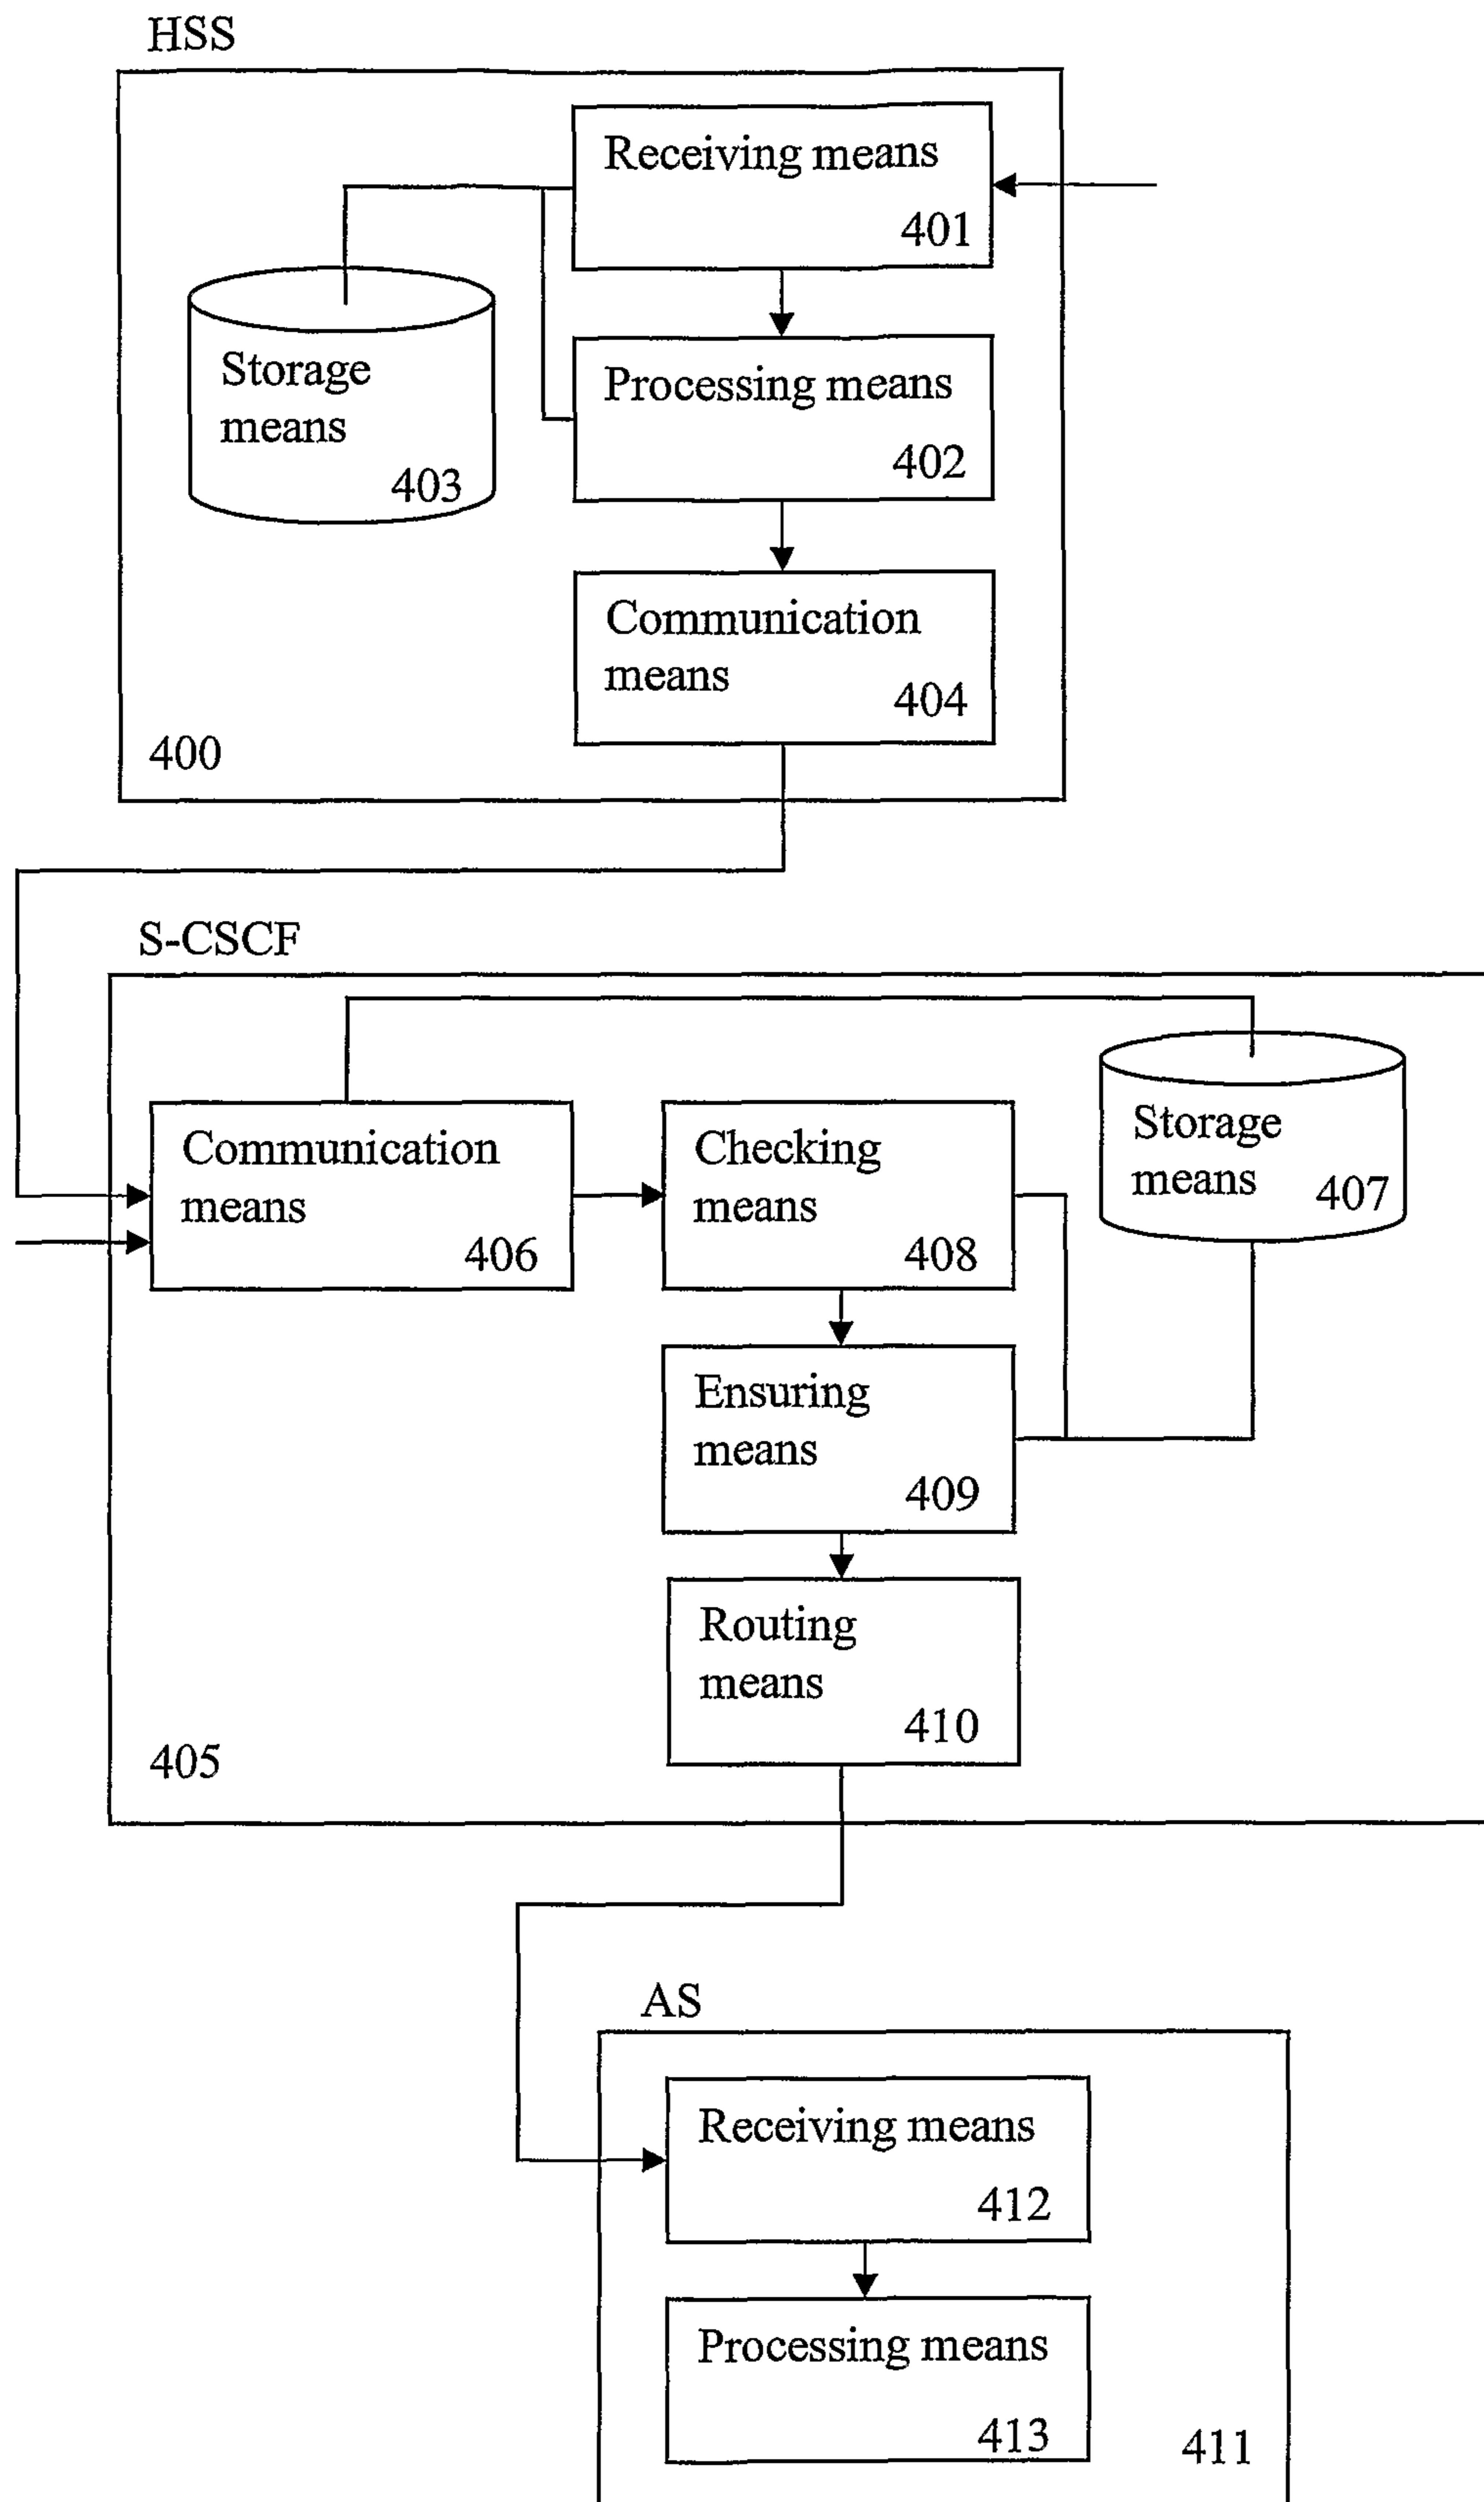 HSS
Receiving means
401
Storage
means
403
Processing means
402
Communication
means
404
400
S-CSCF
Communication
means
406
Checking
means
408
Storage
means
407
Ensuring
means
409
Routing
means
410
405
AS
Receiving means
412
Processing means
413
411